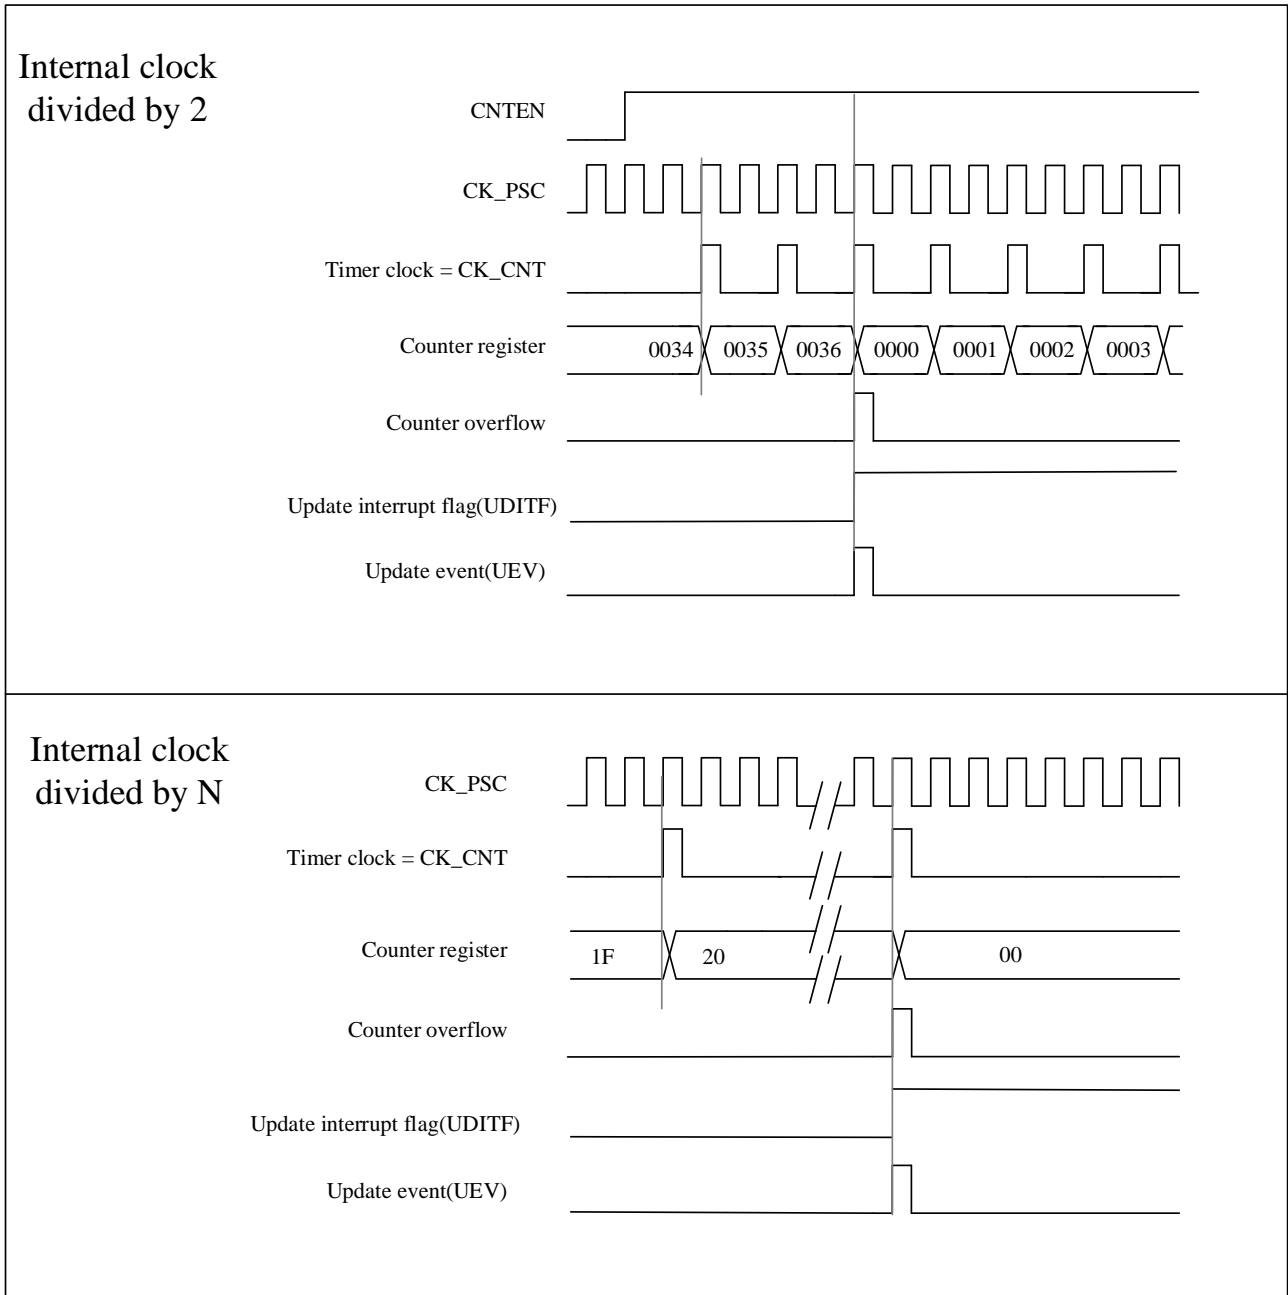 Internal clock
divided by 2
CNTEN
CK_PSC
Timer clock = CK_CNT
Counter register
0034 0035 0036 0000 0001 0002 0003
Counter overflow
Update interrupt flag(UDITF)
Update event(UEV)
Internal clock
divided by N
CK_PSC
Timer clock = CK_CNT
Counter register
1F 20 00
Counter overflow
Update interrupt flag(UDITF)
Update event(UEV)